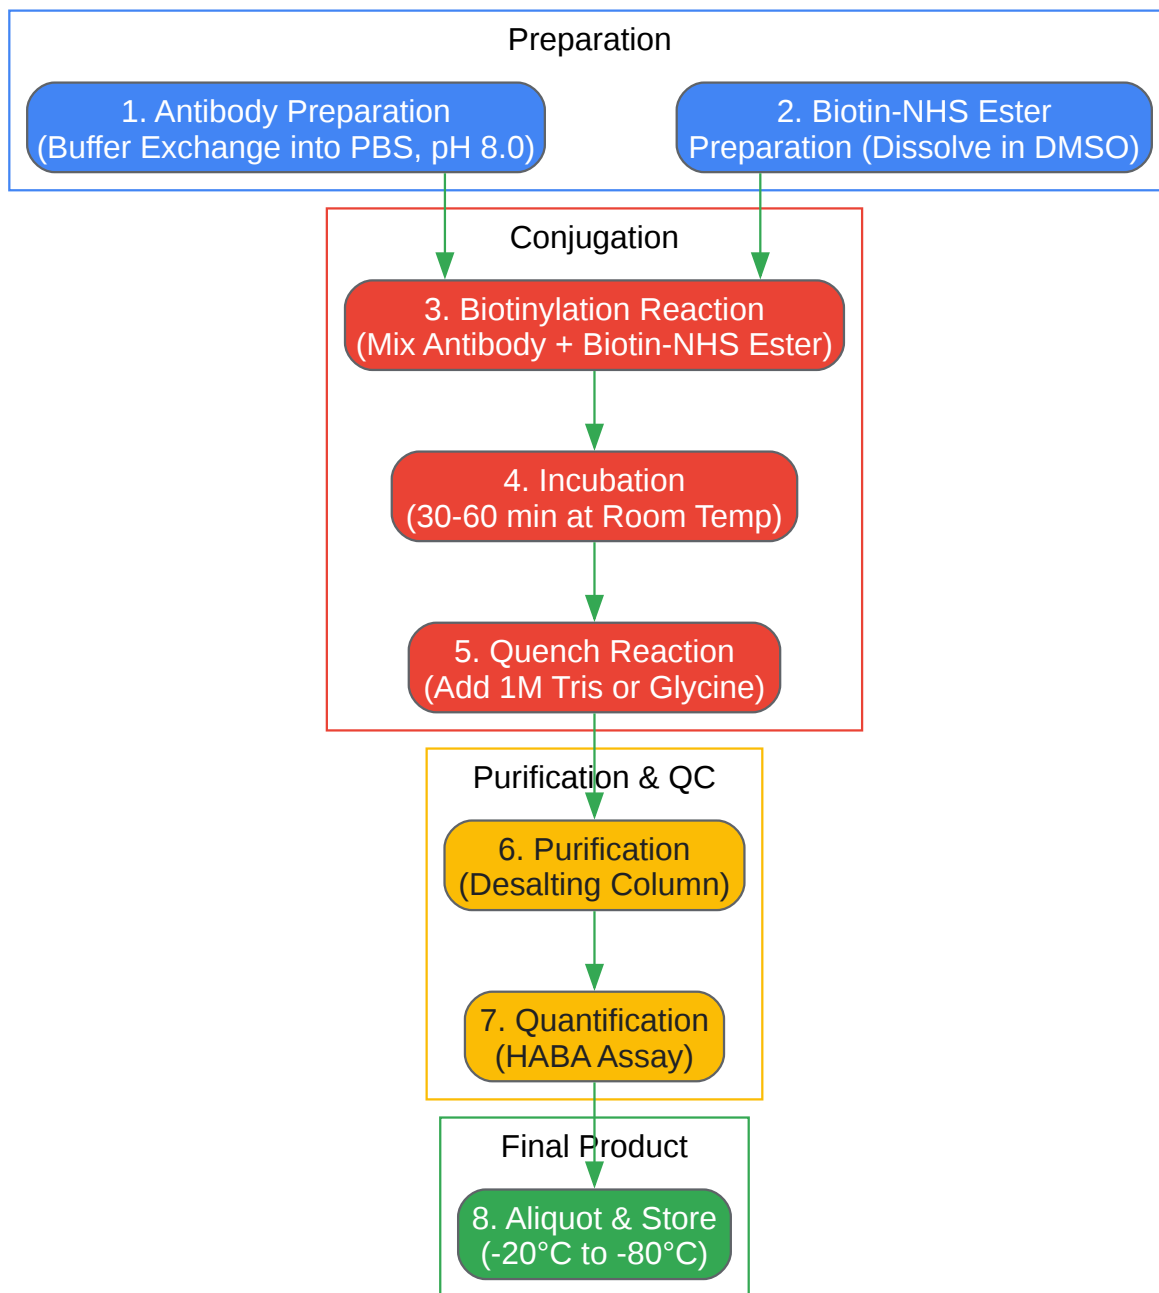 Preparation
1. Antibody Preparation
(Buffer Exchange into PBS, pH 8.0)
2. Biotin-NHS Ester
Preparation (Dissolve in DMSO)
Conjugation
3. Biotinylation Reaction
(Mix Antibody + Biotin-NHS Ester)
4. Incubation
(30-60 min at Room Temp)
5. Quench Reaction
(Add 1M Tris or Glycine)
Purification & QC
6. Purification
(Desalting Column)
7. Quantification
(HABA Assay)
Final Product
8. Aliquot & Store
(-20°C to -80°C)